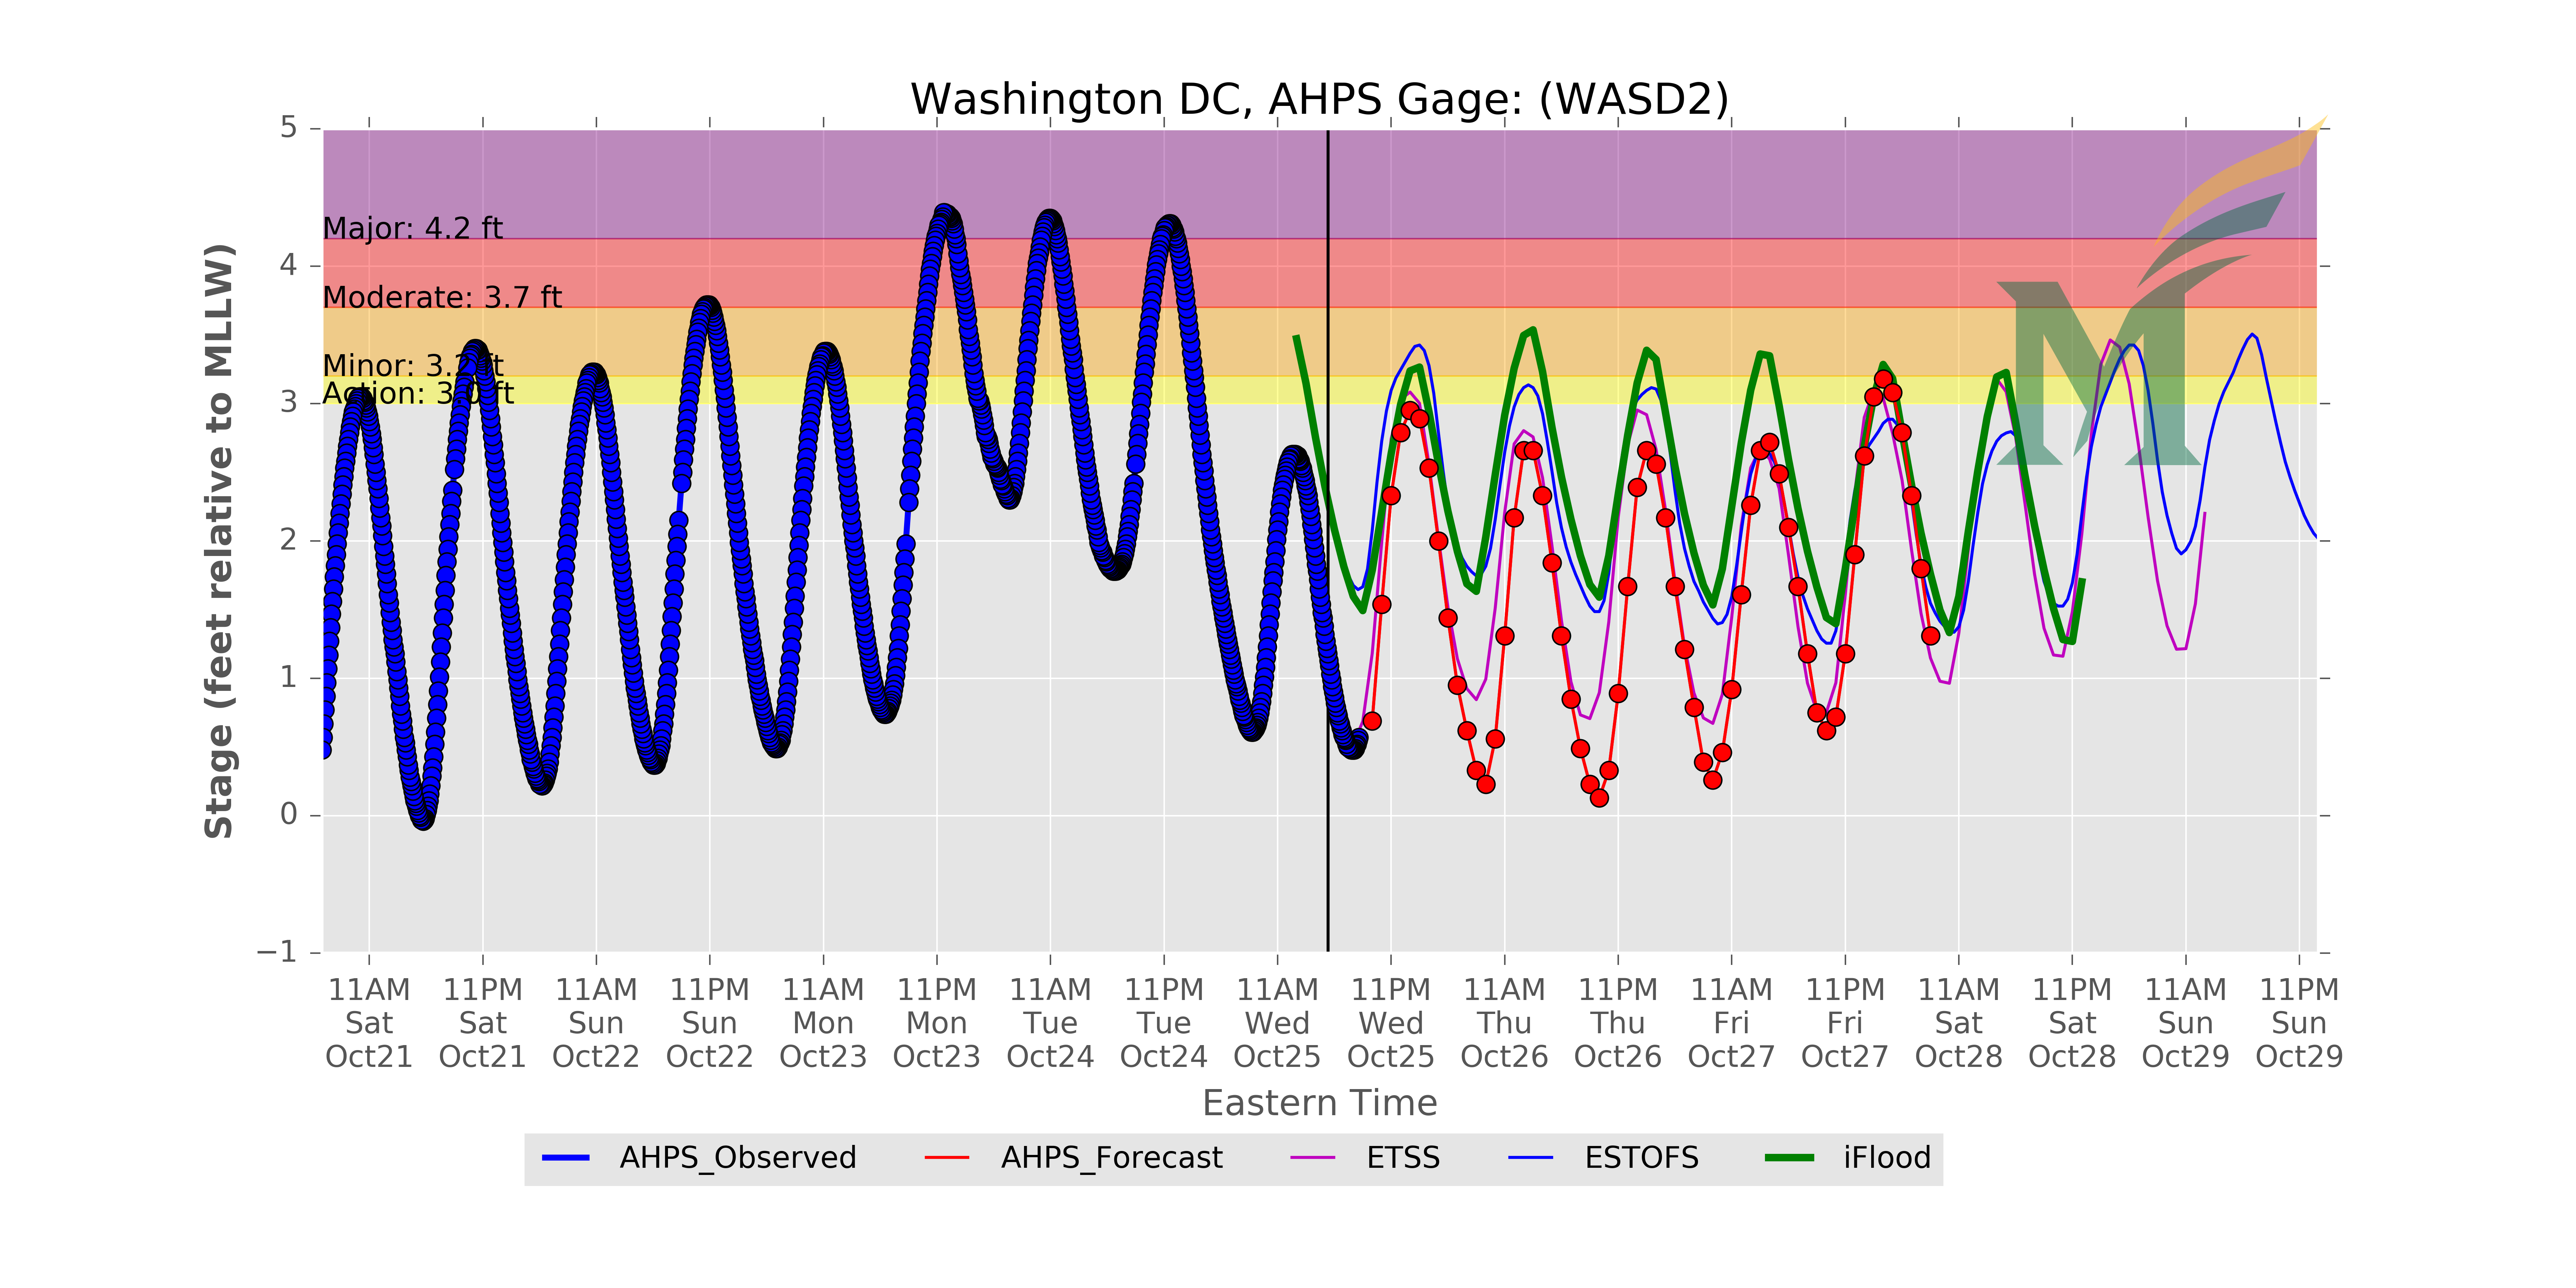 Washington DC, AHPS Gage: (WASD2)
Stage (feet relative to MLLW)
5
4
3
2
1
0
−1
Major: 4.2 ft
Moderate: 3.7 ft
Minor: 3.2 ft
Action: 3.0 ft
11AM 11PM 11AM 11PM 11AM 11PM 11AM 11PM 11AM 11PM 11AM 11PM 11AM 11PM 11AM 11PM 11AM 11PM
Sat Sat Sun Sun Mon Mon Tue Tue Wed Wed Thu Thu Fri Fri Sat Sat Sun Sun
Oct21 Oct21 Oct22 Oct22 Oct23 Oct23 Oct24 Oct24 Oct25 Oct25 Oct26 Oct26 Oct27 Oct27 Oct28 Oct28 Oct29 Oct29
Eastern Time
AHPS_Observed AHPS_Forecast ETSS ESTOFS iFlood